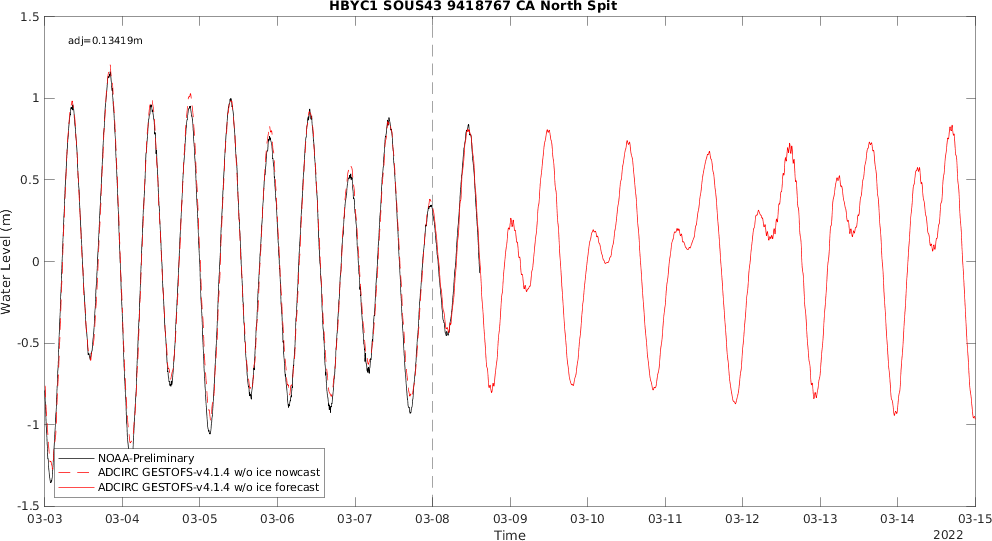 HBYC1 SOUS43 9418767 CA North Spit
adj=0.13419m
1.5
1
0.5
0
-0.5
-1
-1.5
Water Level (m)
NOAA-Preliminary
ADCIRC GESTOFS-v4.1.4 w/o ice nowcast
ADCIRC GESTOFS-v4.1.4 w/o ice forecast
03-03 03-04 03-05 03-06 03-07 03-08 03-09 03-10 03-11 03-12 03-13 03-14 03-15
Time
2022